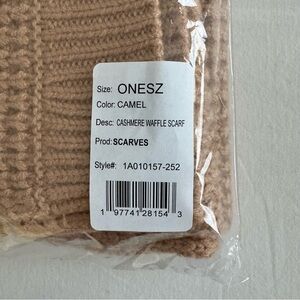 Size: ONESZ
Color: CAMEL
Desc: CASHMERE WAFFLE SCARF
Prod: SCARVES
Style#: 1A010157-252
1 97741 28154 3